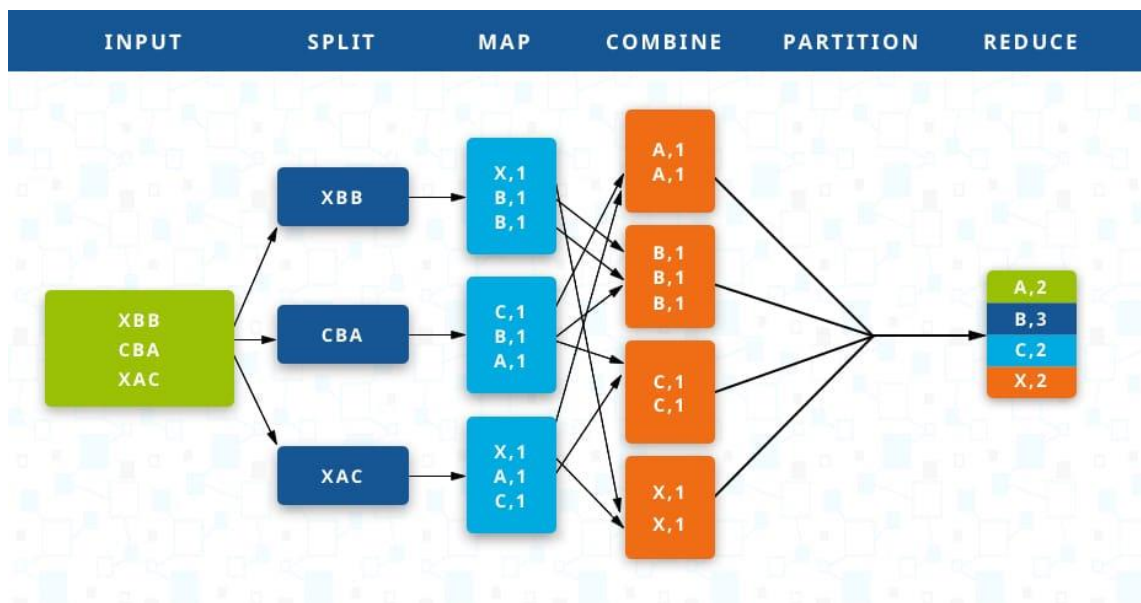 INPUT
SPLIT
MAP
COMBINE
PARTITION
REDUCE
XBB
CBA
XAC
XBB
CBA
XAC
X,1
B,1
B,1
C,1
B,1
A,1
X,1
A,1
C,1
A,1
A,1
B,1
B,1
B,1
C,1
C,1
X,1
X,1
A,2
B,3
C,2
X,2